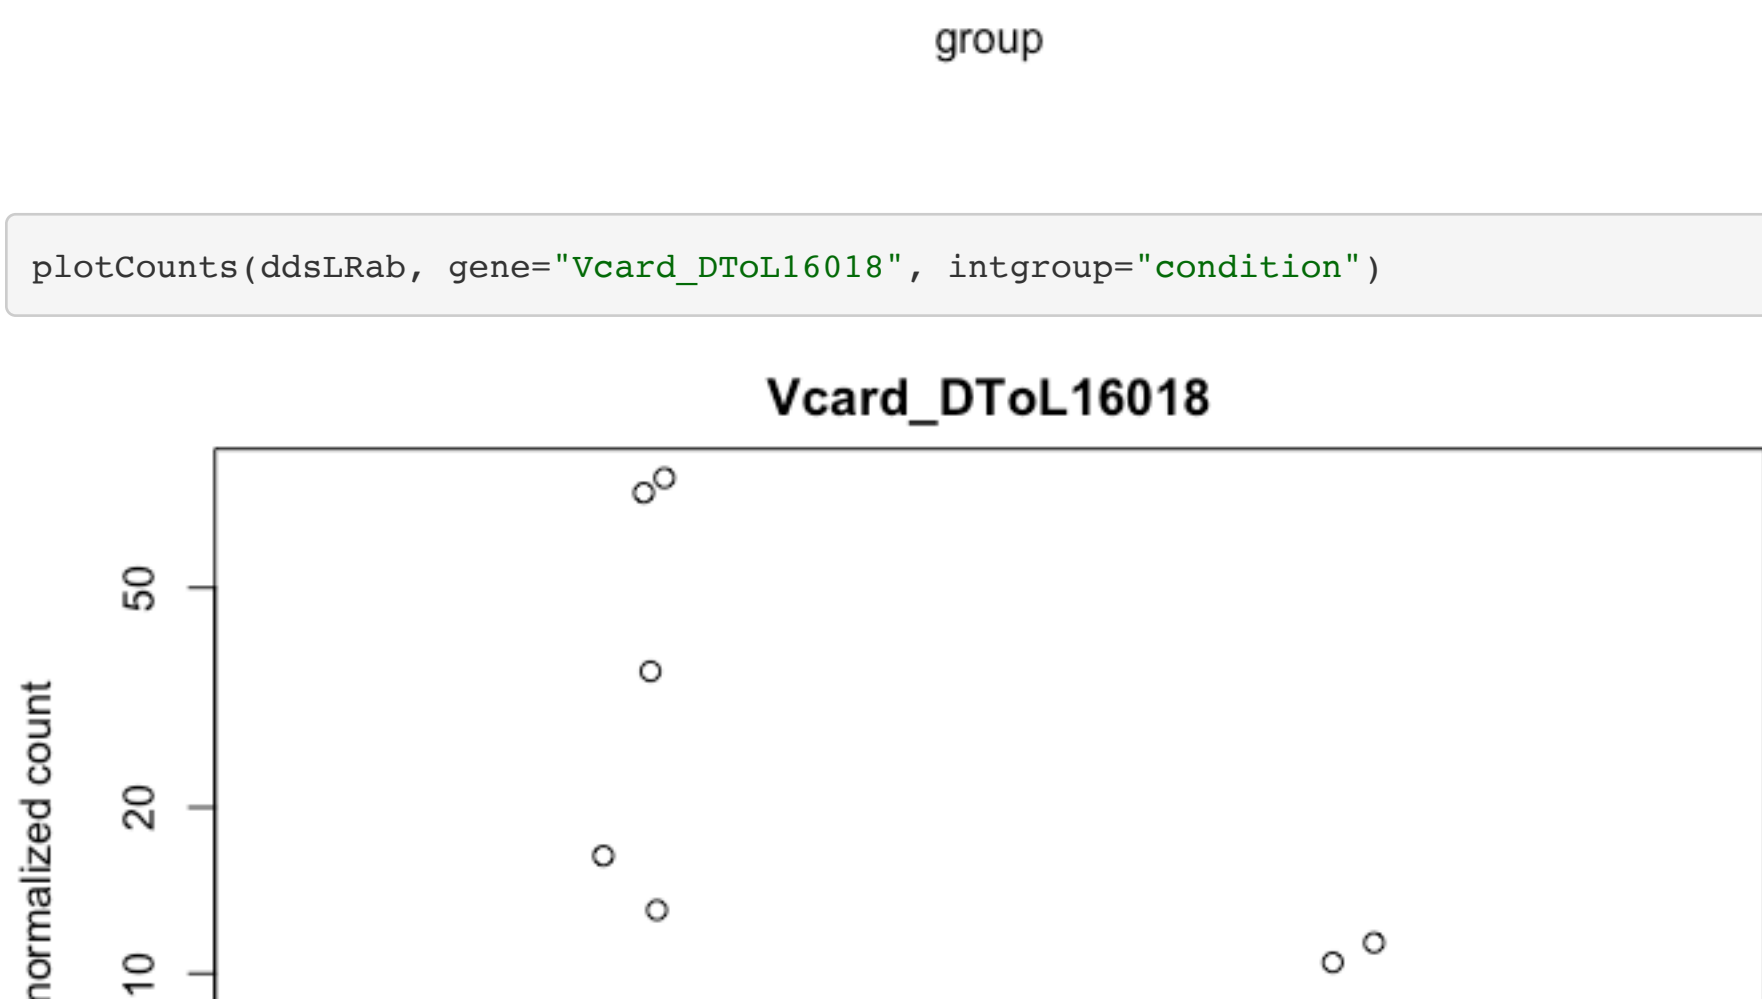 group
plotCounts(ddsLRab, gene="Vcard_DToL16018", intgroup="condition")
Vcard_DToL16018
50
20
10
normalized count